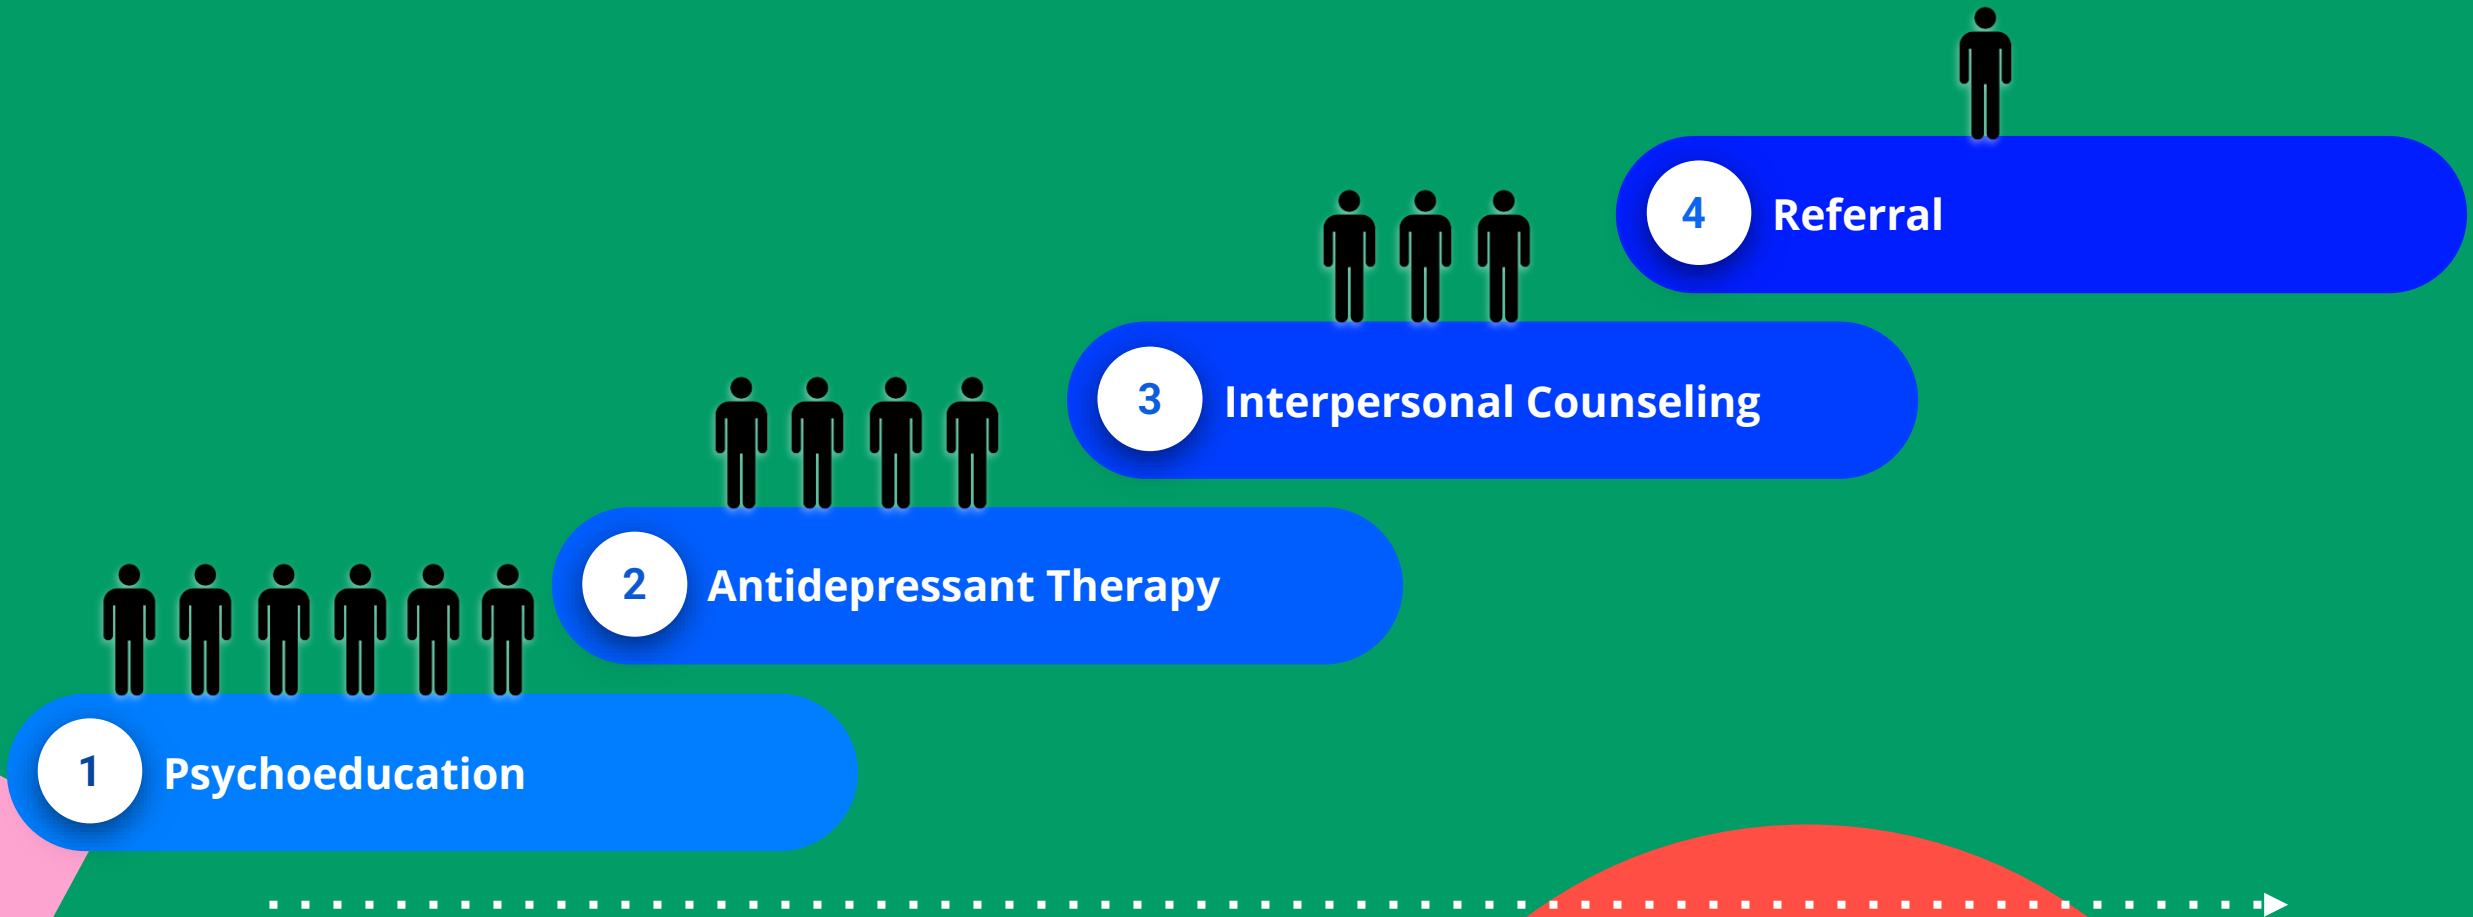 4 Referral
3 Interpersonal Counseling
2 Antidepressant Therapy
1 Psychoeducation